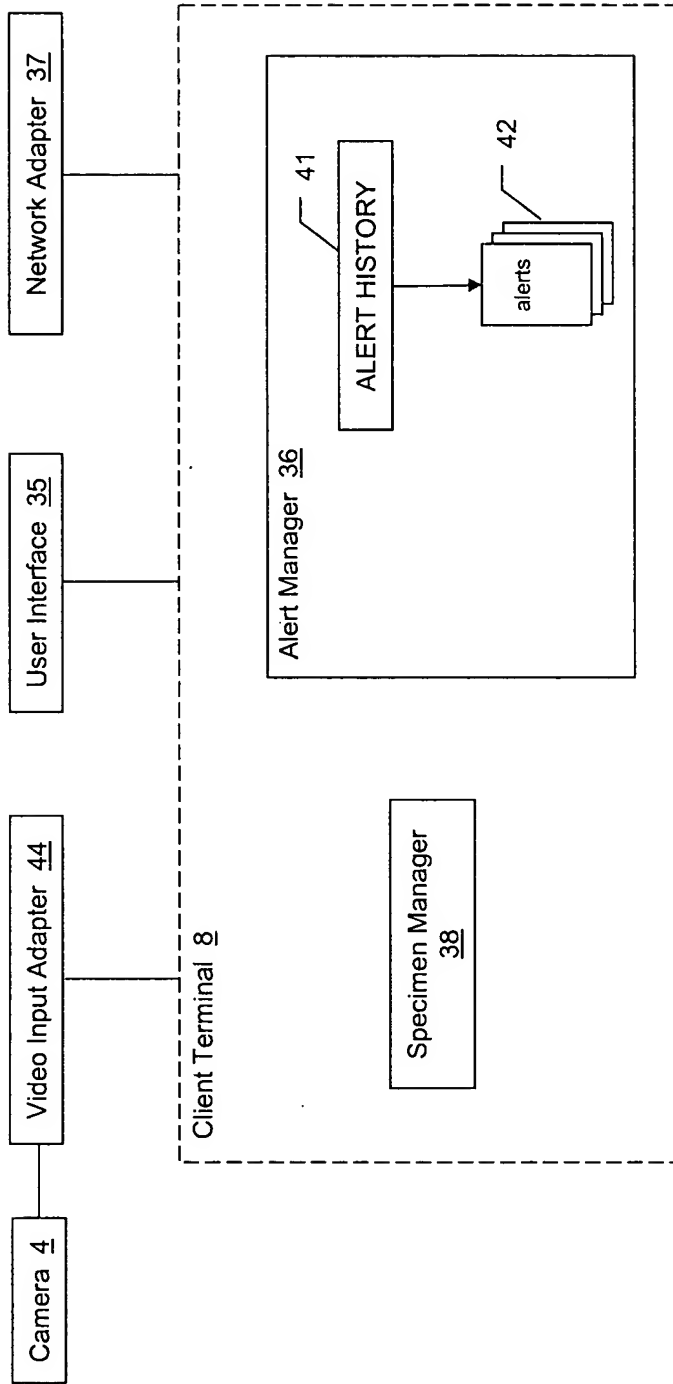 Camera 4
Video Input Adapter 44
User Interface 35
Network Adapter 37
Client Terminal 8
Specimen Manager
38
Alert Manager 36
41
ALERT HISTORY
42
alerts